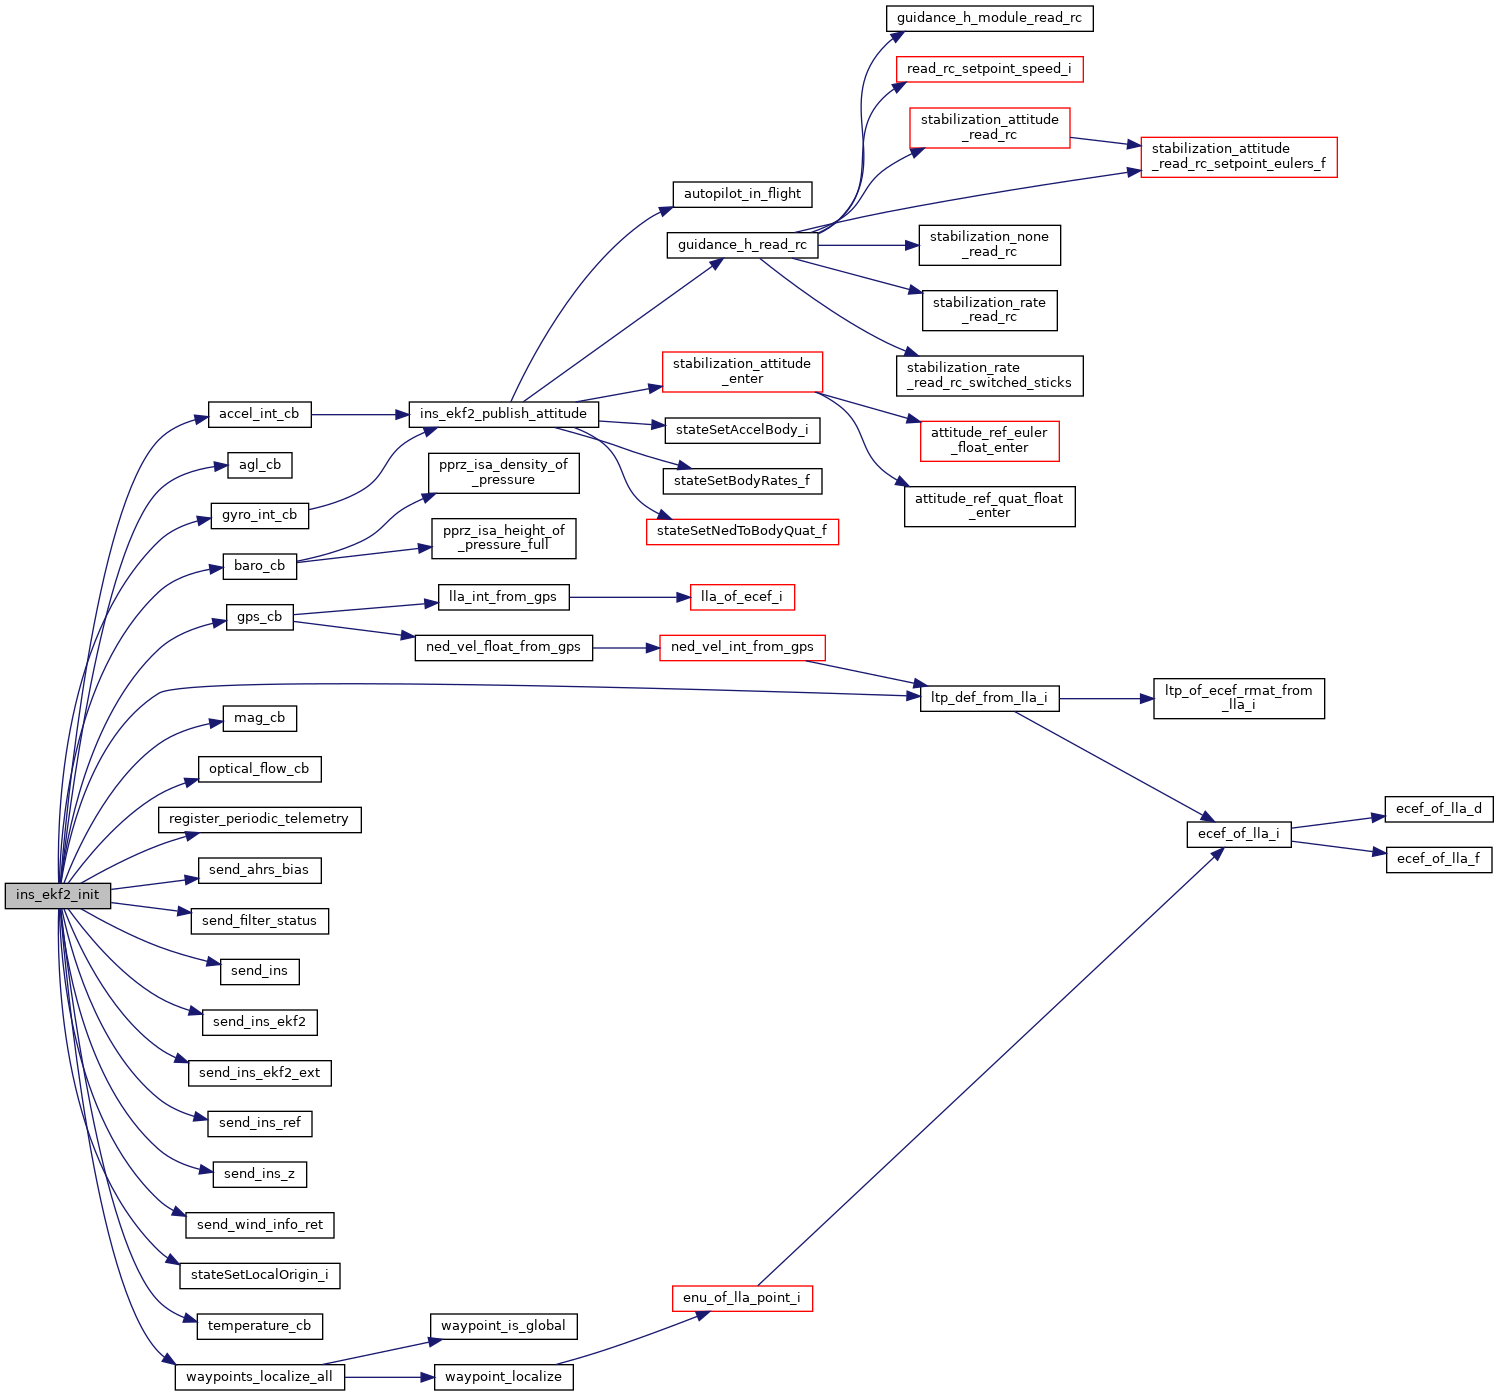 guidance_h_module_read_rc
read_rc_setpoint_speed_i
stabilization_attitude
_read_rc
stabilization_attitude
_read_rc_setpoint_eulers_f
autopilot_in_flight
guidance_h_read_rc
stabilization_none
_read_rc
stabilization_rate
_read_rc
stabilization_rate
_read_rc_switched_sticks
stabilization_attitude
_enter
accel_int_cb
ins_ekf2_publish_attitude
stateSetAccelBody_i
attitude_ref_euler
_float_enter
agl_cb
pprz_isa_density_of
_pressure
stateSetBodyRates_f
attitude_ref_quat_float
_enter
gyro_int_cb
pprz_isa_height_of
_pressure_full
stateSetNedToBodyQuat_f
baro_cb
lla_int_from_gps
lla_of_ecef_i
gps_cb
ned_vel_float_from_gps
ned_vel_int_from_gps
ltp_def_from_lla_i
ltp_of_ecef_rmat_from
_lla_i
mag_cb
optical_flow_cb
register_periodic_telemetry
ecef_of_lla_i
ecef_of_lla_d
ecef_of_lla_f
send_ahrs_bias
ins_ekf2_init
send_filter_status
send_ins
send_ins_ekf2
send_ins_ekf2_ext
send_ins_ref
send_ins_z
send_wind_info_ret
stateSetLocalOrigin_i
enu_of_lla_point_i
temperature_cb
waypoint_is_global
waypoints_localize_all
waypoint_localize